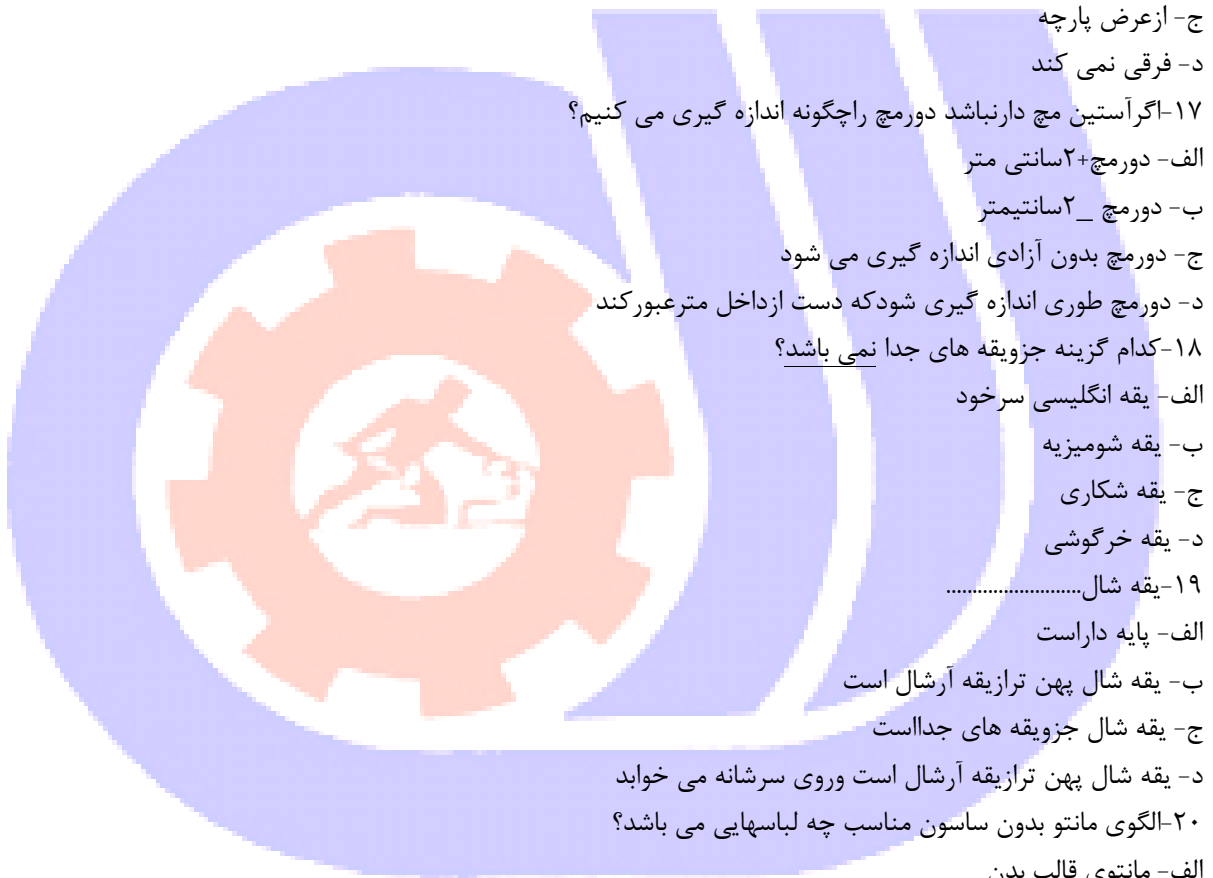 ج- ازعرض پارچه
د- فرقی نمی کند
۱۷-اگرآستین مچ دارنباشد دورمچ راچگونه اندازه گیری می کنیم؟
الف- دورمچ+۲سانتی متر
ب- دورمچ _۲سانتیمتر
ج- دورمچ بدون آزادی اندازه گیری می شود
د- دورمچ طوری اندازه گیری شودکه دست ازداخل مترعبورکند
۱۸-کدام گزینه جزویقه های جدا نمی باشد؟
الف- یقه انگلیسی سرخود
ب- یقه شومیزیه
ج- یقه شکاری
د- یقه خرگوشی
۱۹-یقه شال..........................
الف- پایه داراست
ب- یقه شال پهن ترازیقه آرشال است
ج- یقه شال جزویقه های جدااست
د- یقه شال پهن ترازیقه آرشال است وروی سرشانه می خوابد
۲۰-الگوی مانتو بدون ساسون مناسب چه لباسهایی می باشد؟
الف- مانتوی قالب بدن